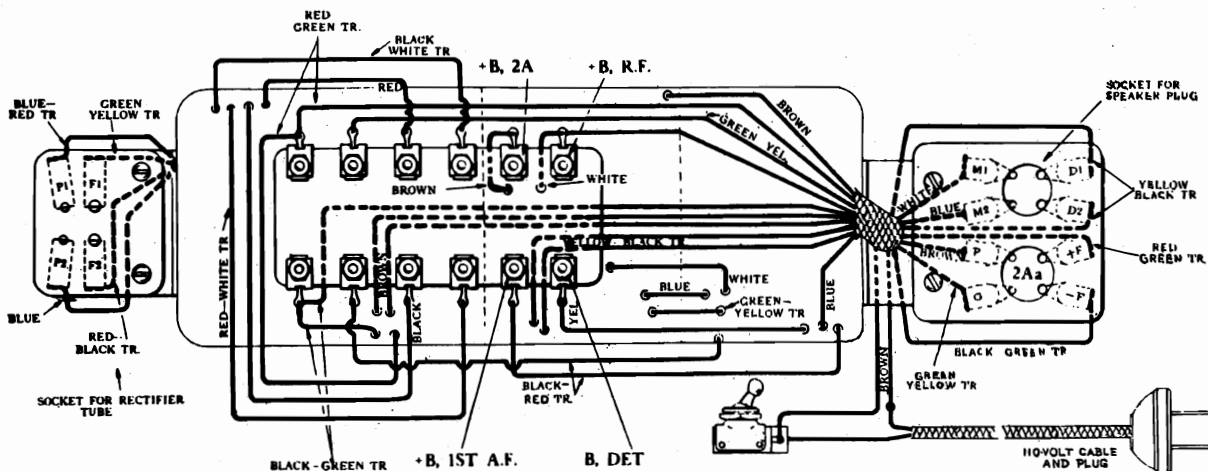 RED
GREEN TR.
BLACK
WHITE TR
+B, 2A
+B, R.F.
RED
SOCKET FOR
SPEAKER PLUG
BLUE-
RED TR
GREEN
YELLOW TR
BROWN
GREEN YEL.
P1
F1
M1
D1
BROWN
WHITE
WHITE
YELLOW
BLACK TR
BLUE
M2
D2
P2
F2
RED-WHITE TR
YELLOW BLACK TR.
BROWN
P
+F
RED
GREEN TR.
2Aa
BROWN
WHITE
BLUE
BLUE
BLACK
YEL
GREEN-
YELLOW TR
G
-F
BLUE
RED-
BLACK TR.
BLACK GREEN TR
BROWN
GREEN
YELLOW TR
BLACK-
RED TR.
SOCKET FOR RECTIFIER
TUBE
BLACK-GREEN TR
+B, 1ST A.F.
B, DET
110-VOLT CABLE
AND PLUG